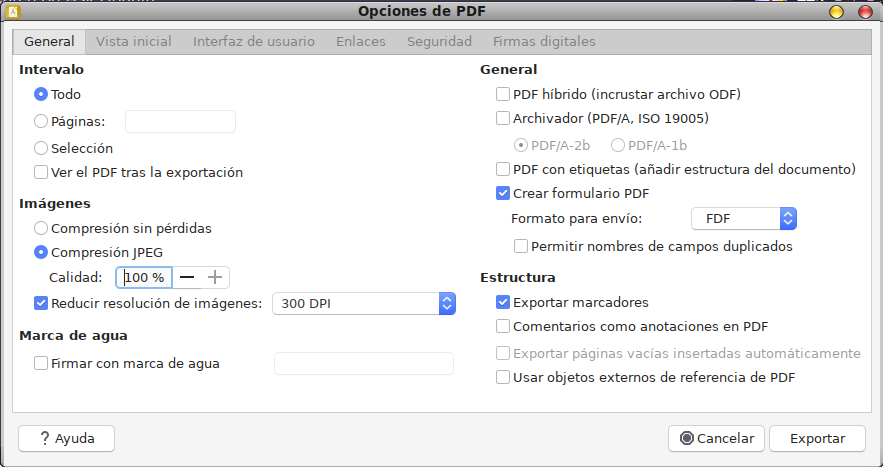 Opciones de PDF
General
Vista inicial
Interfaz de usuario
Enlaces
Seguridad
Firmas digitales
Intervalo
Todo
Páginas:
Selección
Ver el PDF tras la exportación
Imágenes
Compresión sin pérdidas
Compresión JPEG
Calidad: 100 %
Reducir resolución de imágenes: 300 DPI
Marca de agua
Firmar con marca de agua
General
PDF híbrido (incrustar archivo ODF)
Archivador (PDF/A, ISO 19005)
PDF/A-2b PDF/A-1b
PDF con etiquetas (añadir estructura del documento)
Crear formulario PDF
Formato para envío: FDF
Permitir nombres de campos duplicados
Estructura
Exportar marcadores
Comentarios como anotaciones en PDF
Exportar páginas vacías insertadas automáticamente
Usar objetos externos de referencia de PDF
? Ayuda
Cancelar
Exportar